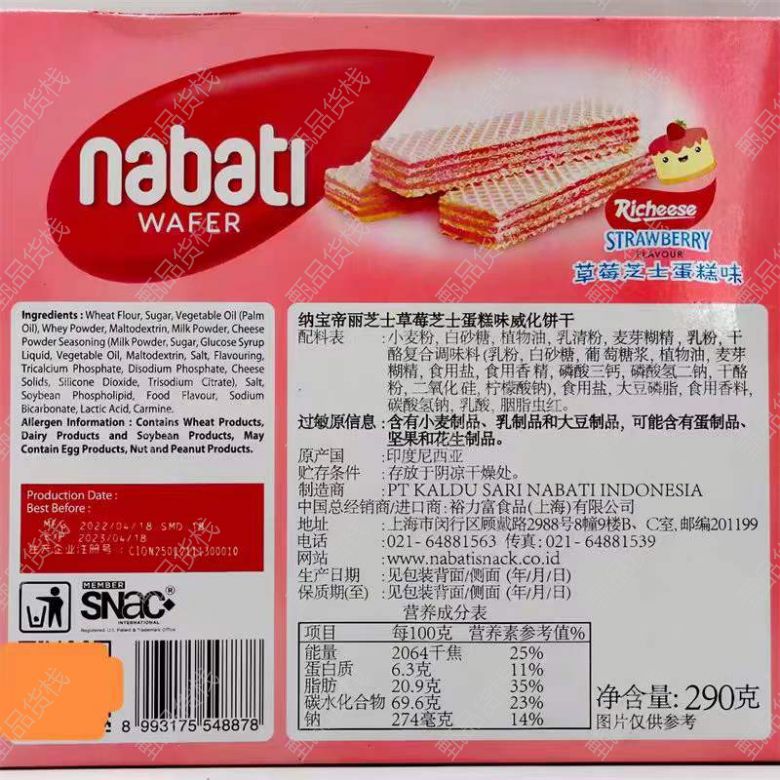 nabati
WAFER
Richeese
STRAWBERRY
FLAVOUR
草莓芝士蛋糕味
Ingredients : Wheat Flour, Sugar, Vegetable Oil (Palm
Oil), Whey Powder, Maltodextrin, Milk Powder, Cheese
Powder Seasoning (Milk Powder, Sugar, Glucose Syrup
Liquid, Vegetable Oil, Maltodextrin, Salt, Flavouring,
Tricalcium Phosphate, Disodium Phosphate, Cheese
Solids, Silicone Dioxide, Trisodium Citrate), Salt,
Soybean Phospholipid, Food Flavour, Sodium
Bicarbonate, Lactic Acid, Carmine.
Allergen Information : Contains Wheat Products,
Dairy Products and Soybean Products, May
Contain Egg Products, Nut and Peanut Products.
Production Date :
Best Before :
2022/04/18 SMD 1B
2023/04/18
注册号: CIDN25012111300010
MEMBER
SNAC
INTERNATIONAL
Registered U.S. Patent & Trademark Office
8 993175 548878
纳宝帝丽芝士草莓芝士蛋糕味威化饼干
配料表 :小麦粉, 白砂糖, 植物油, 乳清粉, 麦芽糊精, 乳粉, 干
酪复合调味料(乳粉, 白砂糖, 葡萄糖浆, 植物油, 麦芽
糊精, 食用盐, 食用香精, 磷酸三钙, 磷酸氢二钠, 干酪
粉, 二氧化硅, 柠檬酸钠), 食用盐, 大豆磷脂, 食用香料,
碳酸氢钠, 乳酸, 胭脂虫红。
过敏原信息 : 含有小麦制品、乳制品和大豆制品, 可能含有蛋制品、
坚果和花生制品。
原产国 :印度尼西亚
贮存条件 :存放于阴凉干燥处。
制造商 :PT KALDU SARI NABATI INDONESIA
中国总经销商/进口商: 裕力富食品(上海)有限公司
地址 :上海市闵行区顾戴路2988号8幢9楼B、C室, 邮编201199
电话 :021- 64881563 传真: 021- 64881539
网站 :www.nabatisnack.co.id
生产日期 :见包装背面/侧面 (年/月/日)
保质期(至) :见包装背面/侧面 (年/月/日)
营养成分表
项目 每100克 营养素参考值%
能量 2064千焦 25%
蛋白质 6.3克 11%
脂肪 20.9克 35%
碳水化合物 69.6克 23%
钠 274毫克 14%
净含量: 290克
图片仅供参考
甄品货栈